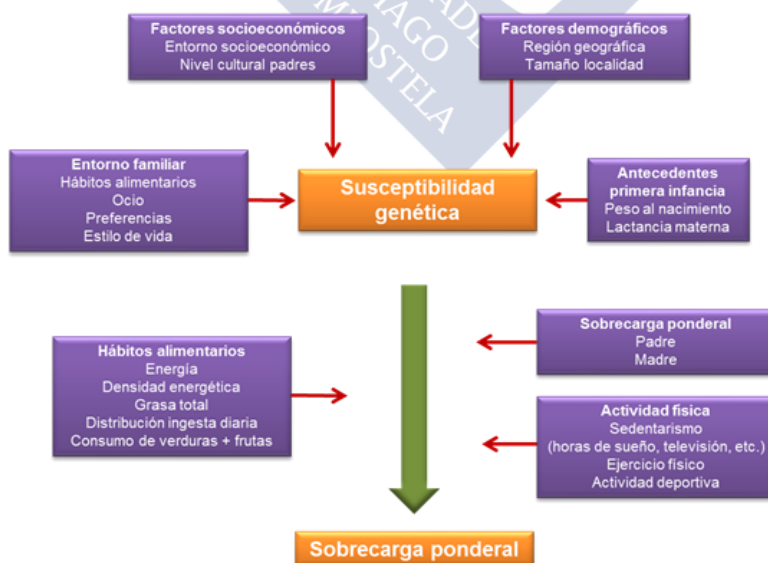 Factores socioeconómicos
Entorno socioeconómico
Nivel cultural padres
Factores demográficos
Región geográfica
Tamaño localidad
IAGO
OSTELA
Entorno familiar
Hábitos alimentarios
Ocio
Preferencias
Estilo de vida
Susceptibilidad
genética
Antecedentes
primera infancia
Peso al nacimiento
Lactancia materna
Hábitos alimentarios
Energía
Densidad energética
Grasa total
Distribución ingesta diaria
Consumo de verduras + frutas
Sobrecarga ponderal
Padre
Madre
Actividad física
Sedentarismo
(horas de sueño, televisión, etc.)
Ejercicio físico
Actividad deportiva
Sobrecarga ponderal